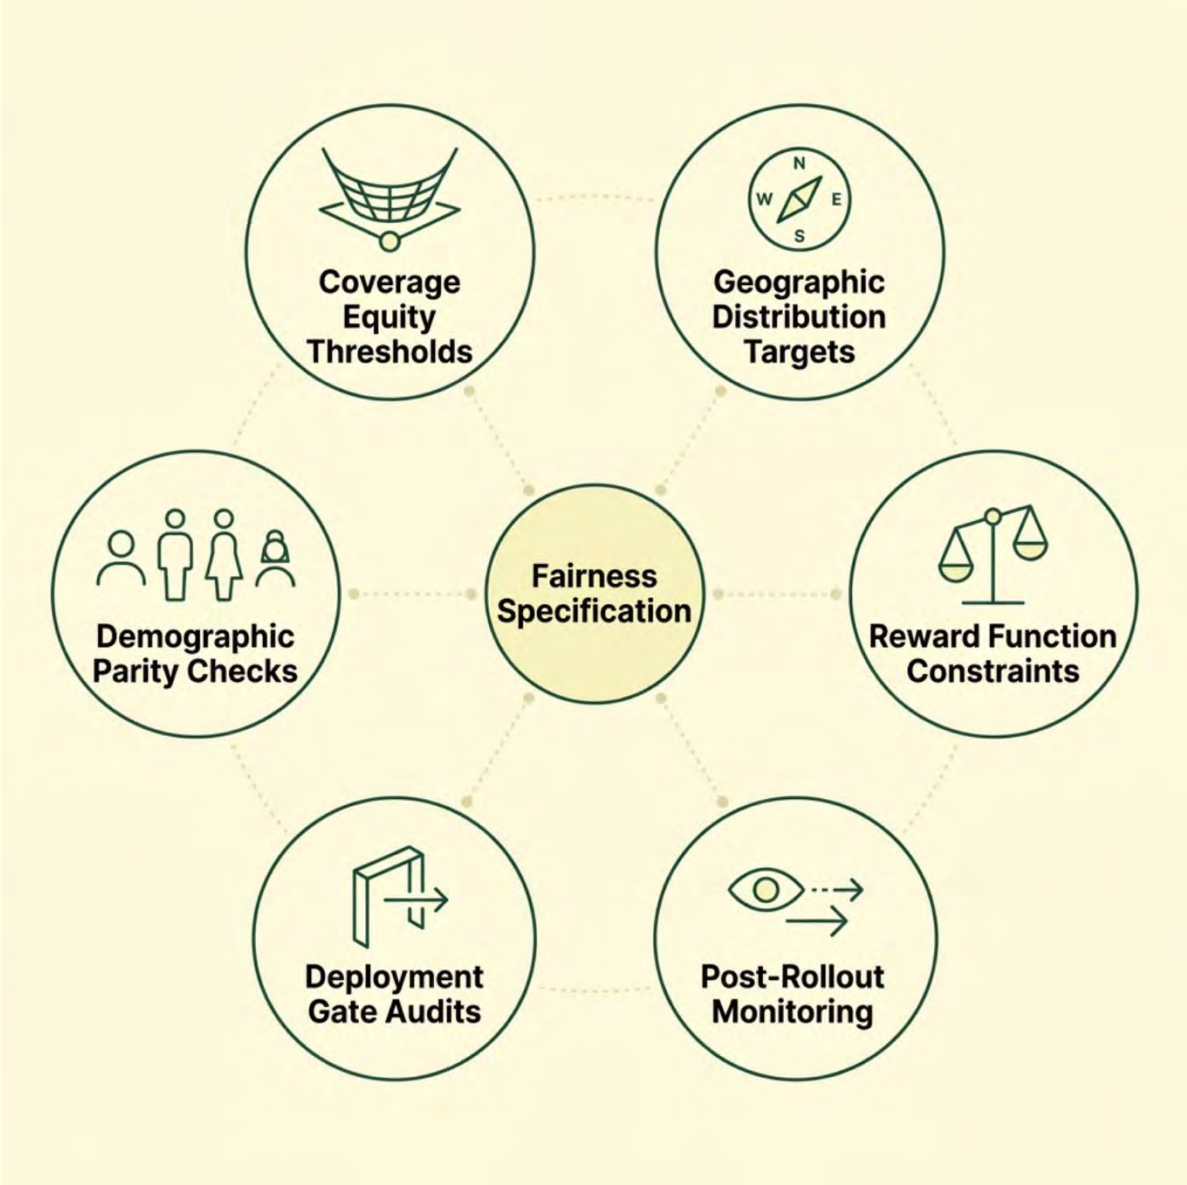 Coverage
Equity
Thresholds
N
W E
S
Geographic
Distribution
Targets
Demographic
Parity Checks
Fairness
Specification
Reward Function
Constraints
Deployment
Gate Audits
Post-Rollout
Monitoring